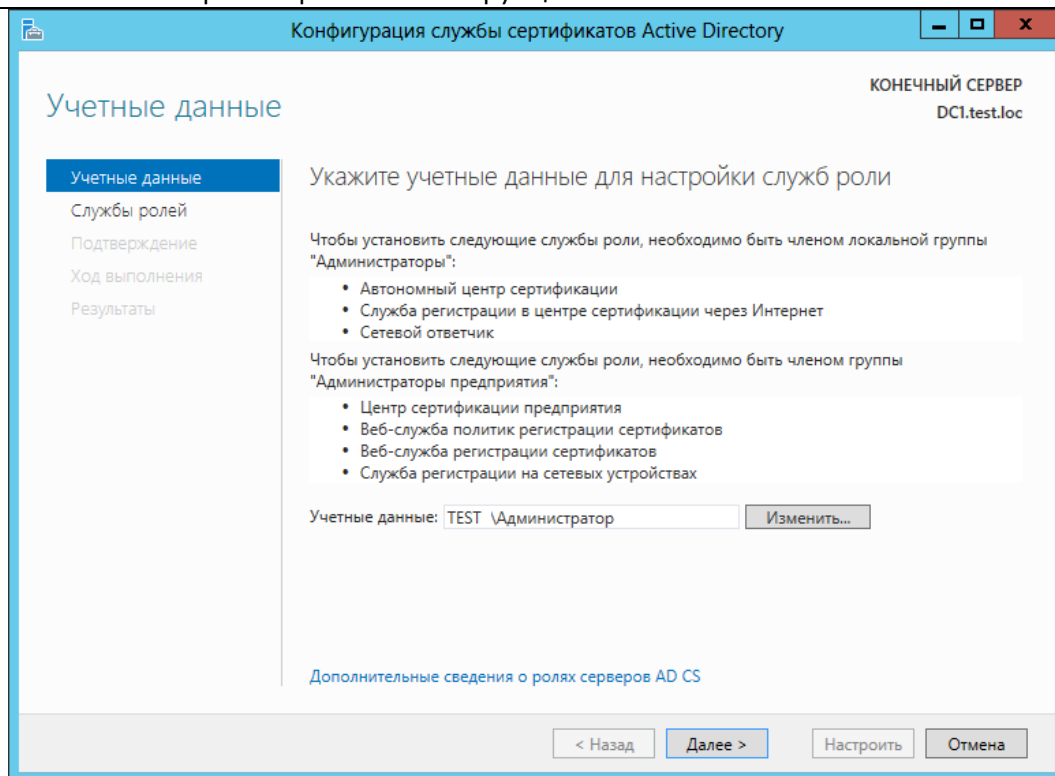 Конфигурация службы сертификатов Active Directory
Учетные данные
КОНЕЧНЫЙ СЕРВЕР
DC1.test.loc
Учетные данные
Службы ролей
Подтверждение
Ход выполнения
Результаты
Укажите учетные данные для настройки служб роли
Чтобы установить следующие службы роли, необходимо быть членом локальной группы
"Администраторы":
• Автономный центр сертификации
• Служба регистрации в центре сертификации через Интернет
• Сетевой ответчик
Чтобы установить следующие службы роли, необходимо быть членом группы
"Администраторы предприятия":
• Центр сертификации предприятия
• Веб-служба политик регистрации сертификатов
• Веб-служба регистрации сертификатов
• Служба регистрации на сетевых устройствах
Учетные данные: TEST \Администратор Изменить...
Дополнительные сведения о ролях серверов AD CS
< Назад Далее > Настроить Отмена